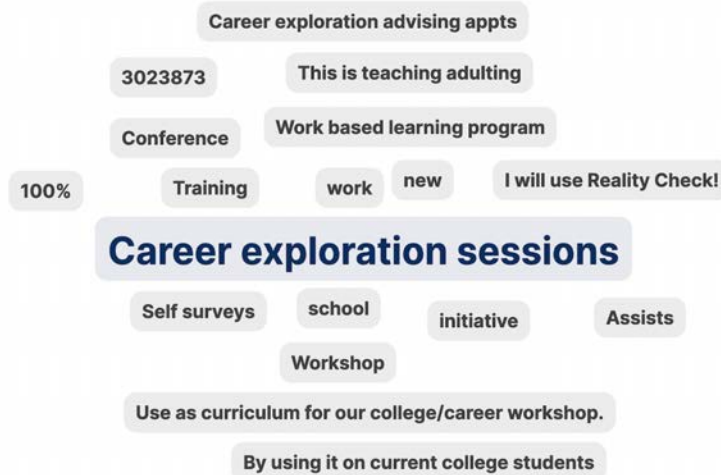 Career exploration advising appts
3023873
This is teaching adulting
Conference
Work based learning program
100%
Training
work
new
I will use Reality Check!
Career exploration sessions
Self surveys
school
initiative
Assists
Workshop
Use as curriculum for our college/career workshop.
By using it on current college students